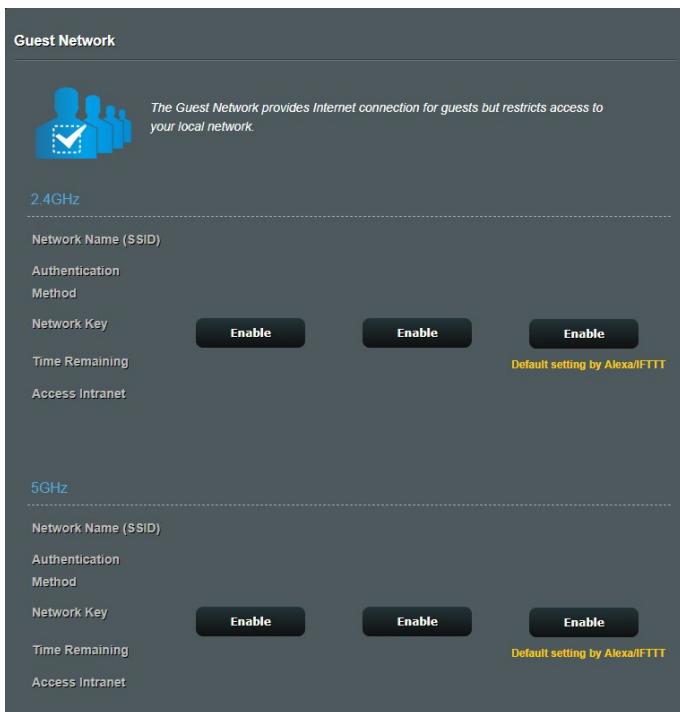 Guest Network
The Guest Network provides Internet connection for guests but restricts access to
your local network.
2.4GHz
Network Name (SSID)
Authentication
Method
Network Key
Enable Enable Enable
Time Remaining
Default setting by Alexa/IFTTT
Access Intranet
5GHz
Network Name (SSID)
Authentication
Method
Network Key
Enable Enable Enable
Time Remaining
Default setting by Alexa/IFTTT
Access Intranet